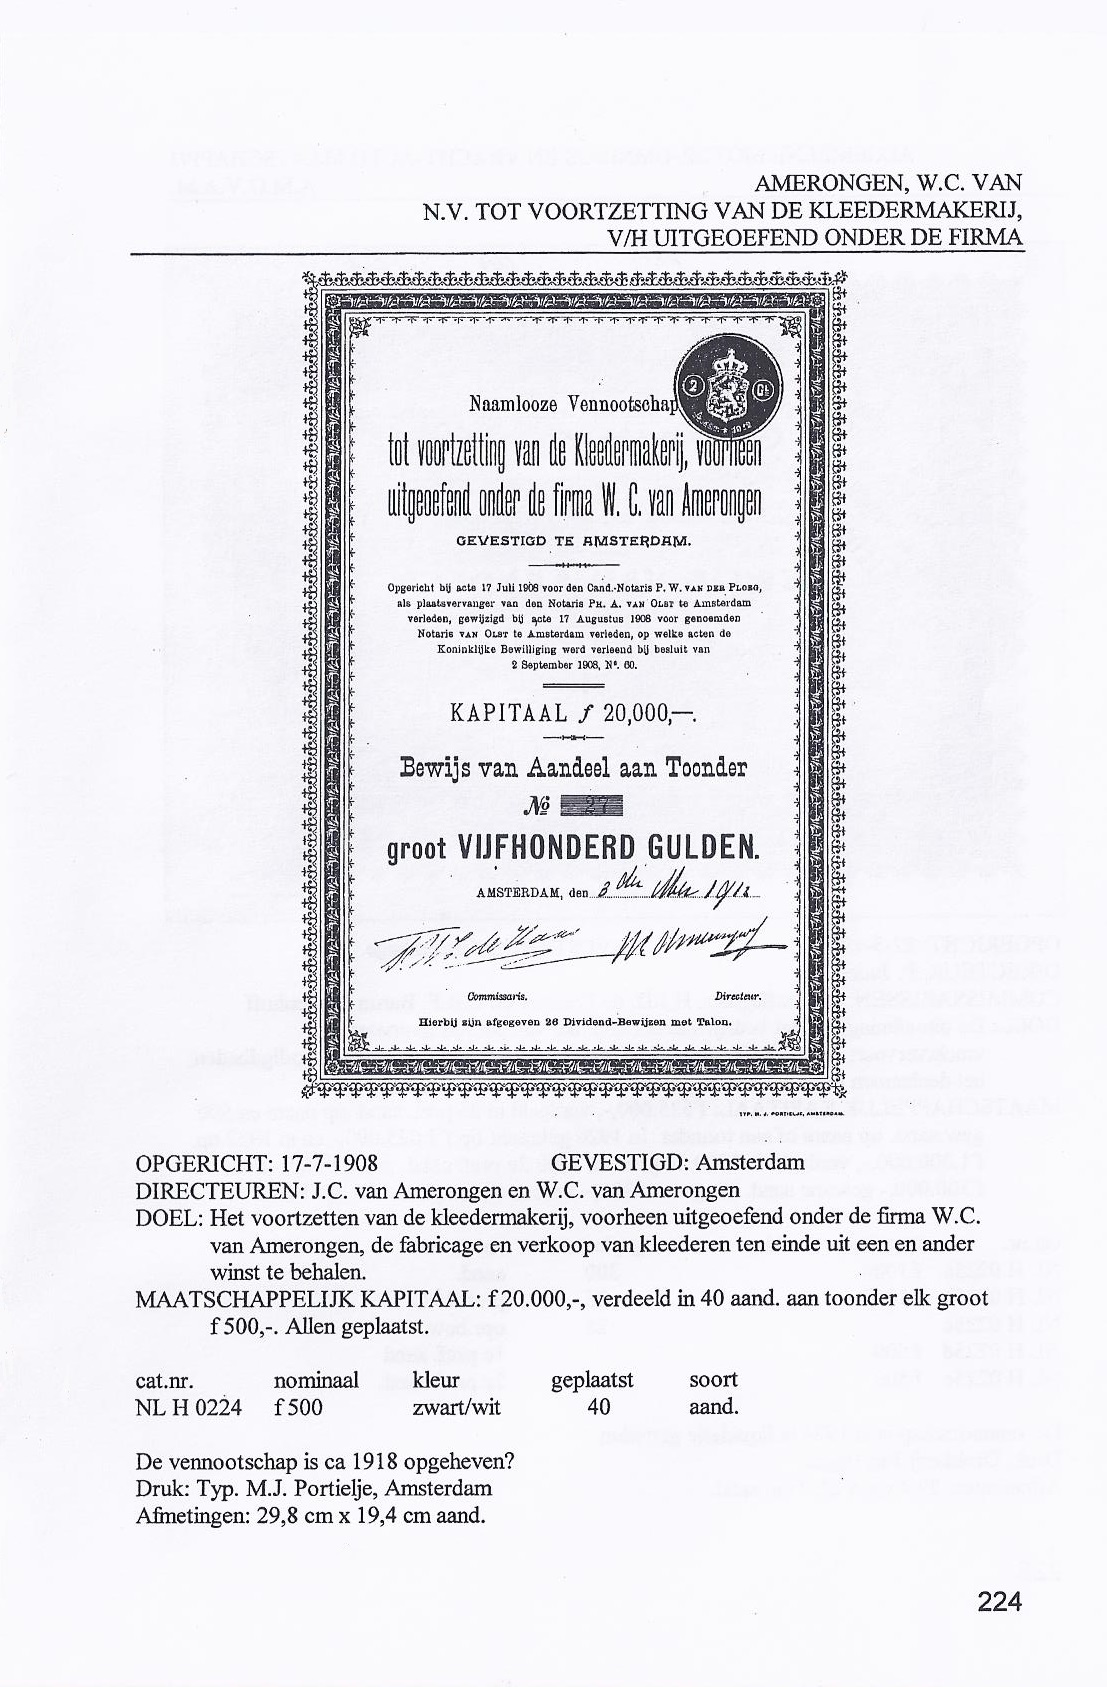 AMERONGEN, W.C. VAN
N.V. TOT VOORTZETTING VAN DE KLEEDERMAKERIJ,
V/H UITGEOEFEND ONDER DE FIRMA
2 Gt.
Naamlooze Vennootschap
tot voortzetting van de Kleedermakerij, voorheen
uitgeoefend onder de firma W. C. van Amerongen
GEVESTIGD TE AMSTERDAM.
Opgericht bij acte 17 Juli 1908 voor den Cand.-Notaris P. W. VAN DER PLOEG,
als plaatsvervanger van den Notaris PH. A. VAN OLST te Amsterdam
verleden, gewijzigd bij acte 17 Augustus 1908 voor genoemden
Notaris VAN OLST te Amsterdam verleden, op welke acten de
Koninklijke Bewilliging werd verleend bij besluit van
2 September 1908, Nº. 60.
KAPITAAL ƒ 20,000,—.
Bewijs van Aandeel aan Toonder
№ 27
groot VIJFHONDERD GULDEN.
AMSTERDAM, den 3den Mei
Commissaris. Directeur.
Hierbij zijn afgegeven 26 Dividend-Bewijzen met Talon.
TYP. M. J. PORTIELJE, AMSTERDAM.
OPGERICHT: 17-7-1908 GEVESTIGD: Amsterdam
DIRECTEUREN: J.C. van Amerongen en W.C. van Amerongen
DOEL: Het voortzetten van de kleedermakerij, voorheen uitgeoefend onder de firma W.C.
van Amerongen, de fabricage en verkoop van kleederen ten einde uit een en ander
winst te behalen.
MAATSCHAPPELIJK KAPITAAL: f 20.000,-, verdeeld in 40 aand. aan toonder elk groot
f 500,-. Allen geplaatst.
cat.nr. nominaal kleur geplaatst soort
NL H 0224 f 500 zwart/wit 40 aand.
De vennootschap is ca 1918 opgeheven?
Druk: Typ. M.J. Portielje, Amsterdam
Afmetingen: 29,8 cm x 19,4 cm aand.
224